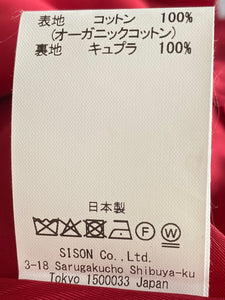 表地　コットン　100%
(オーガニックコットン)
裏地　キュプラ　100%
日本製
SISON Co.,Ltd.
3-18 Sarugakucho Shibuya-ku
Tokyo 1500033 Japan